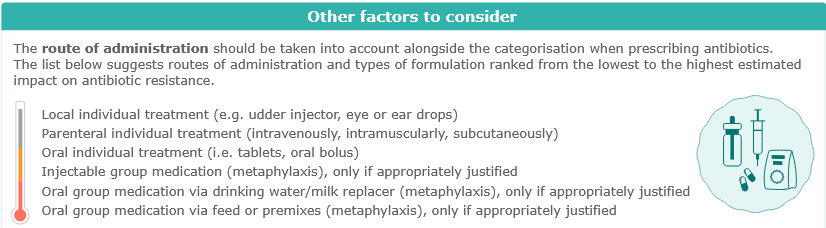 Other factors to consider
The route of administration should be taken into account alongside the categorisation when prescribing antibiotics.
The list below suggests routes of administration and types of formulation ranked from the lowest to the highest estimated
impact on antibiotic resistance.
Local individual treatment (e.g. udder injector, eye or ear drops)
Parenteral individual treatment (intravenously, intramuscularly, subcutaneously)
Oral individual treatment (i.e. tablets, oral bolus)
Injectable group medication (metaphylaxis), only if appropriately justified
Oral group medication via drinking water/milk replacer (metaphylaxis), only if appropriately justified
Oral group medication via feed or premixes (metaphylaxis), only if appropriately justified